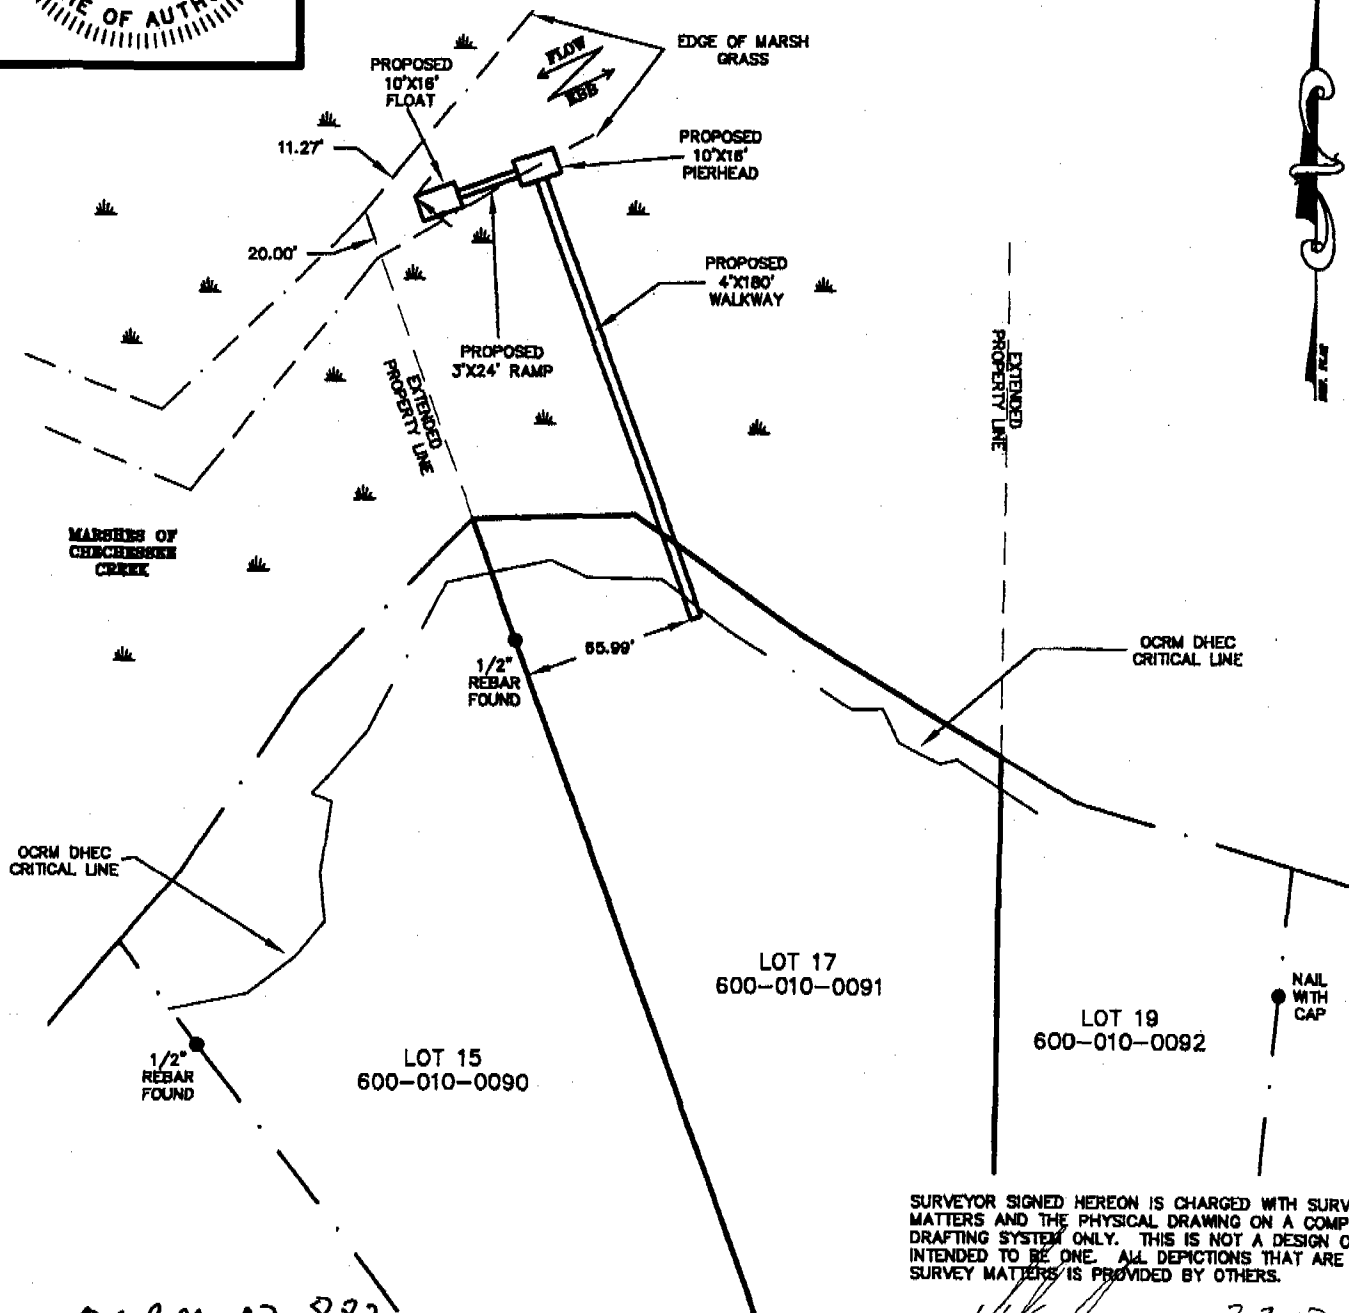 OF AUTHO
EDGE OF MARSH
GRASS
FLOW
EBB
PROPOSED
10'X16'
FLOAT
11.27'
PROPOSED
10'X16'
PIERHEAD
20.00'
PROPOSED
4'X180'
WALKWAY
PROPOSED
3'X24' RAMP
EXTENDED
PROPERTY LINE
EXTENDED
PROPERTY LINE
MARSHES OF
CHECHESSEE
CREEK
65.99'
1/2"
REBAR
FOUND
OCRM DHEC
CRITICAL LINE
OCRM DHEC
CRITICAL LINE
LOT 17
600-010-0091
NAIL
WITH
CAP
LOT 19
600-010-0092
LOT 15
600-010-0090
1/2"
REBAR
FOUND
SURVEYOR SIGNED HEREON IS CHARGED WITH SURV
MATTERS AND THE PHYSICAL DRAWING ON A COMP
DRAFTING SYSTEM ONLY. THIS IS NOT A DESIGN O
INTENDED TO BE ONE. ALL DEPICTIONS THAT ARE
SURVEY MATTERS IS PROVIDED BY OTHERS.